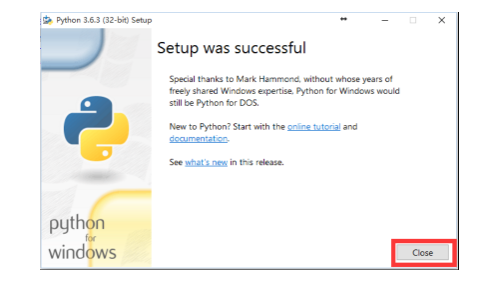 Python 3.6.3 (32-bit) Setup
Setup was successful
Special thanks to Mark Hammond, without whose years of
freely shared Windows expertise, Python for Windows would
still be Python for DOS.
New to Python? Start with the online tutorial and
documentation.
See what's new in this release.
python
for
windows
Close